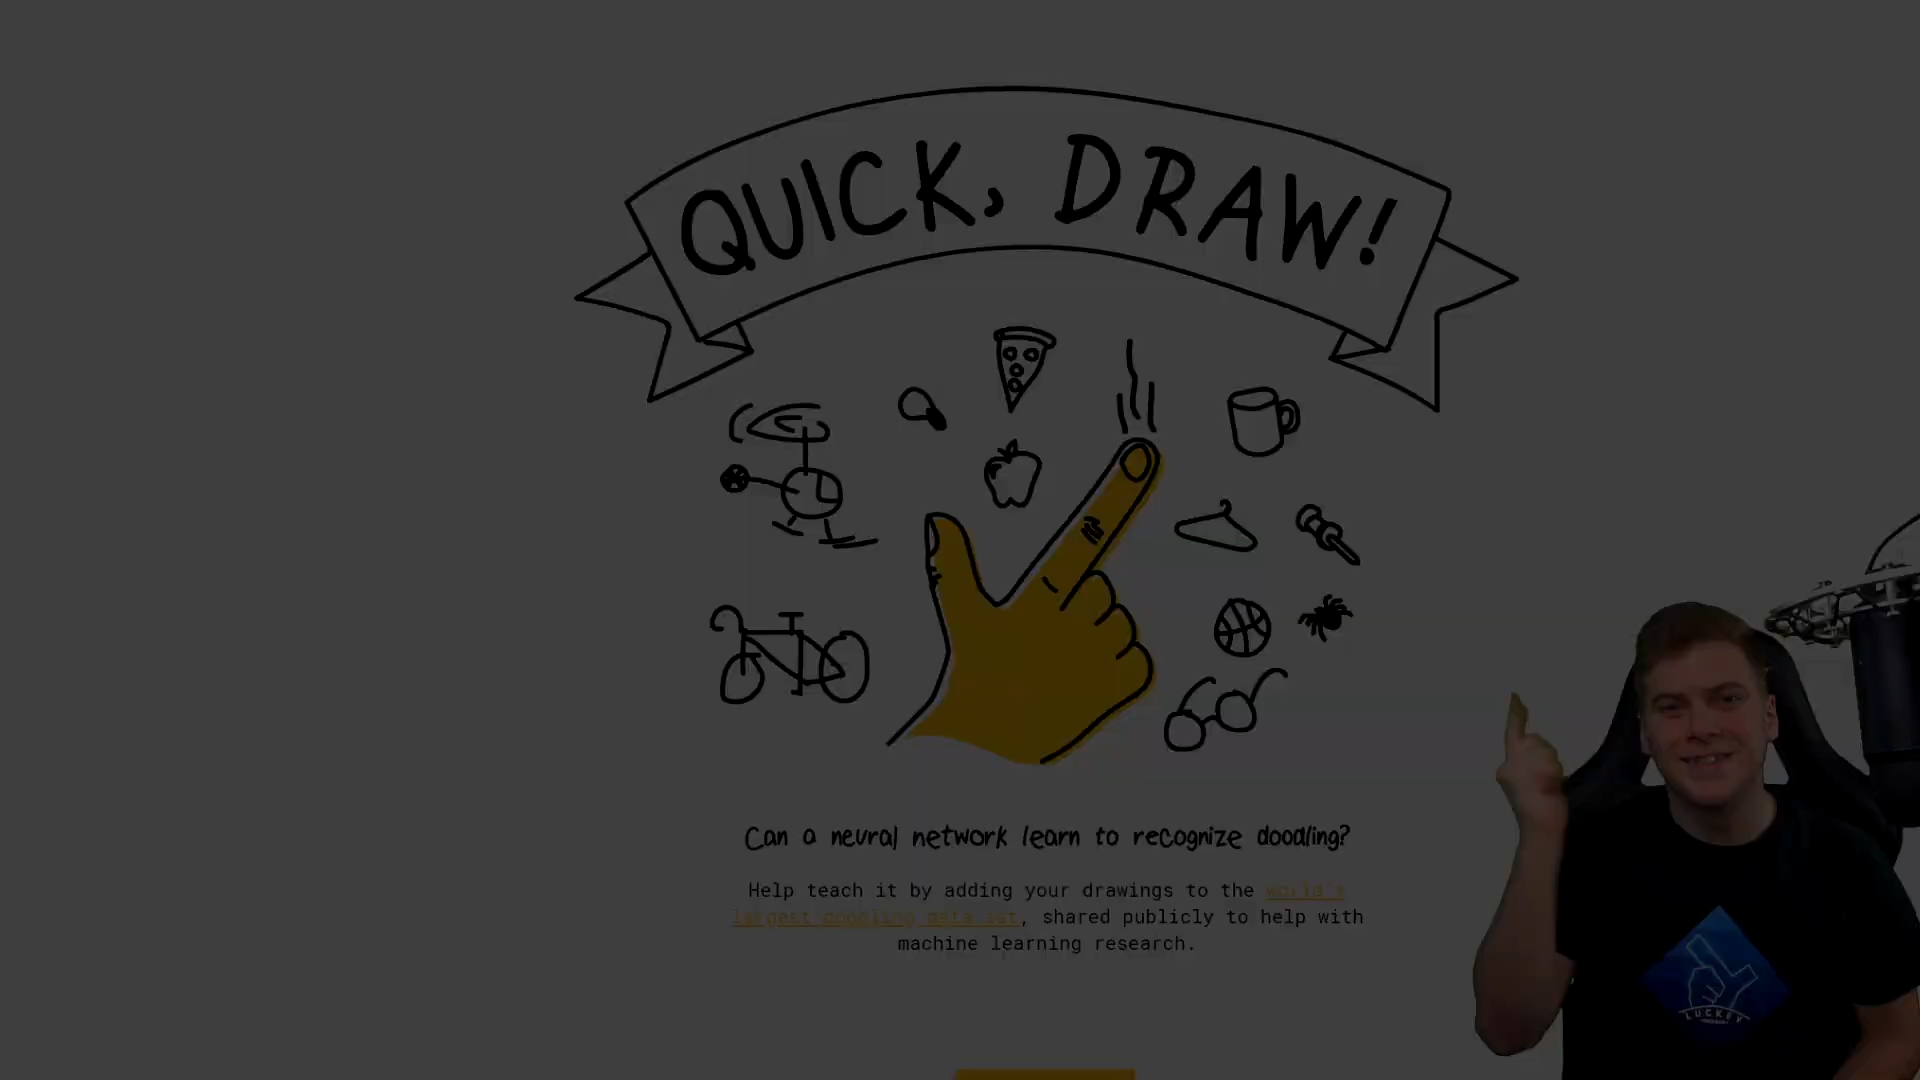 QUICK, DRAW!
Can a neural network learn to recognize doodling?
Help teach it by adding your drawings to the world's
largest doodling data set, shared publicly to help with
machine learning research.
LUCKEY